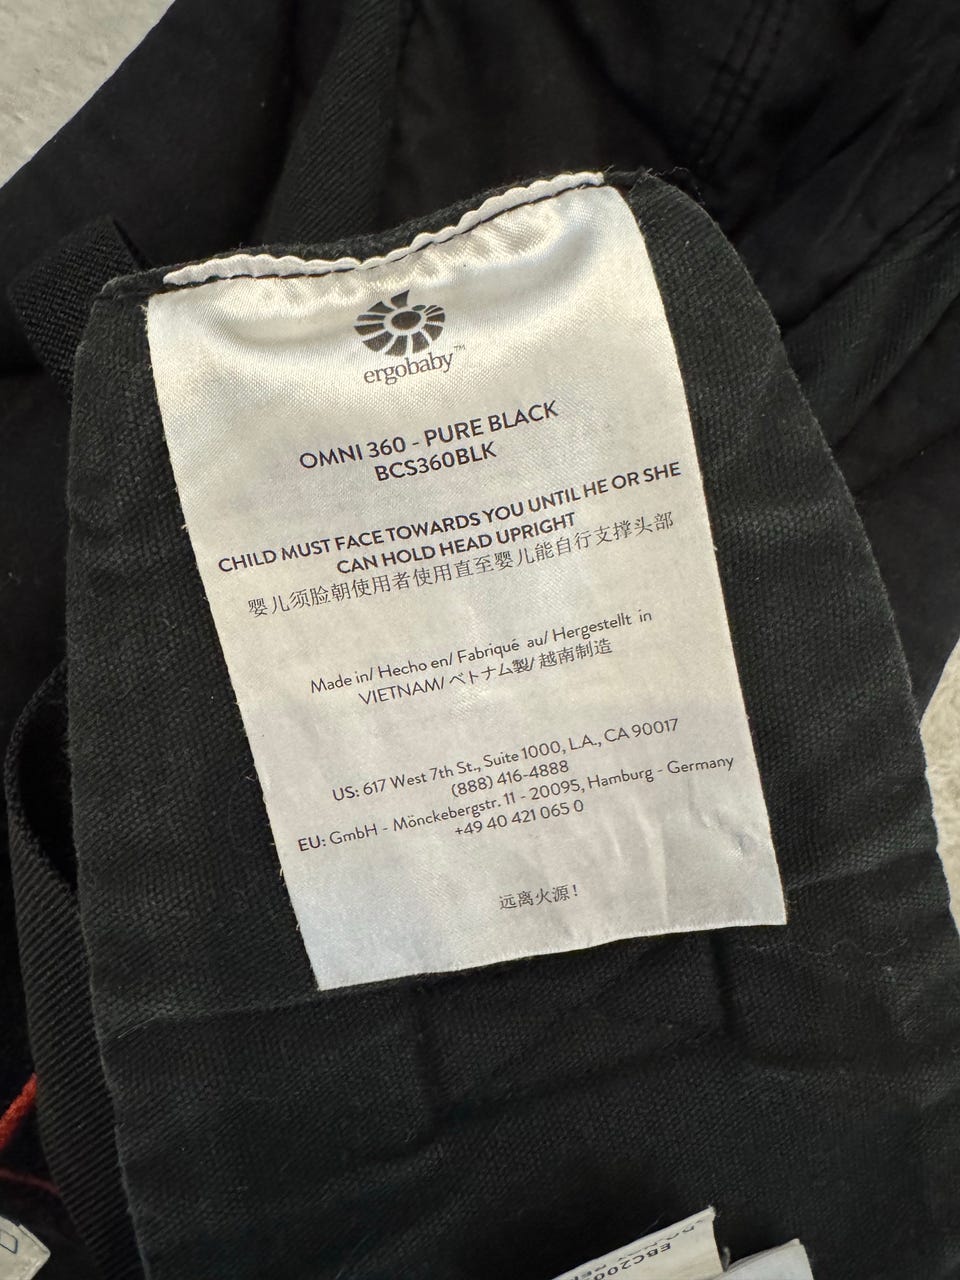 ergobaby™
OMNI 360 - PURE BLACK
BCS360BLK
CHILD MUST FACE TOWARDS YOU UNTIL HE OR SHE
CAN HOLD HEAD UPRIGHT
婴儿须脸朝使用者使用直至婴儿能自行支撑头部
Made in/ Hecho en/ Fabriqué au/ Hergestellt in
VIETNAM/ ベトナム製/ 越南制造
US: 617 West 7th St., Suite 1000, L.A., CA 90017
(888) 416-4888
EU: GmbH - Mönckebergstr. 11 - 20095, Hamburg - Germany
+49 40 421 065 0
远离火源！